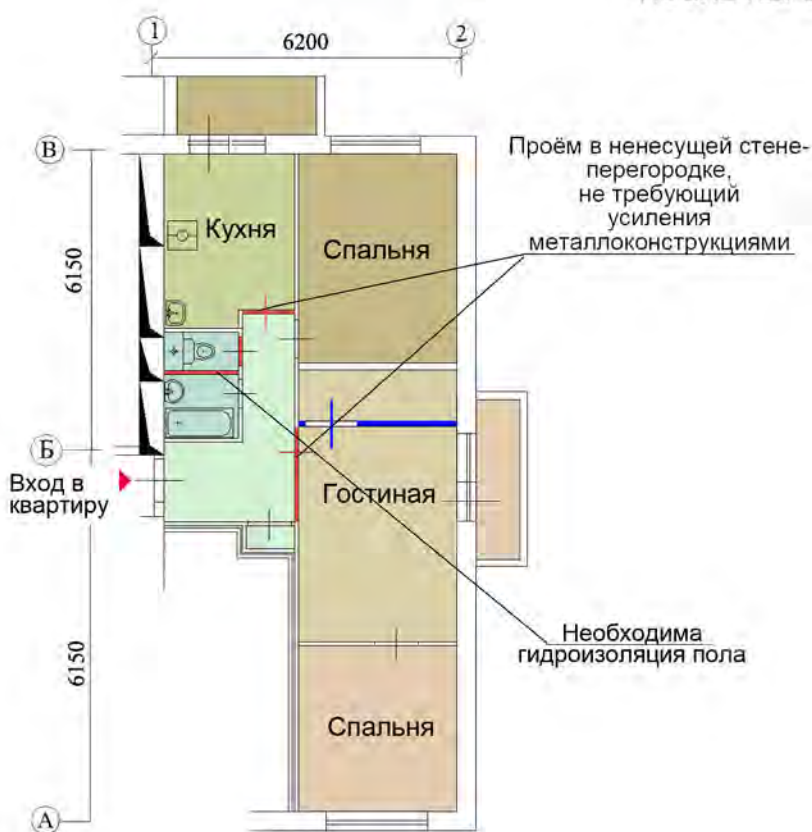 1
6200
2
В
Проём в ненесущей стене-
перегородке,
не требующий
усиления
металлоконструкциями
Кухня
Спальня
6150
Б
Вход в
квартиру
Гостиная
Необходима
гидроизоляция пола
6150
Спальня
А